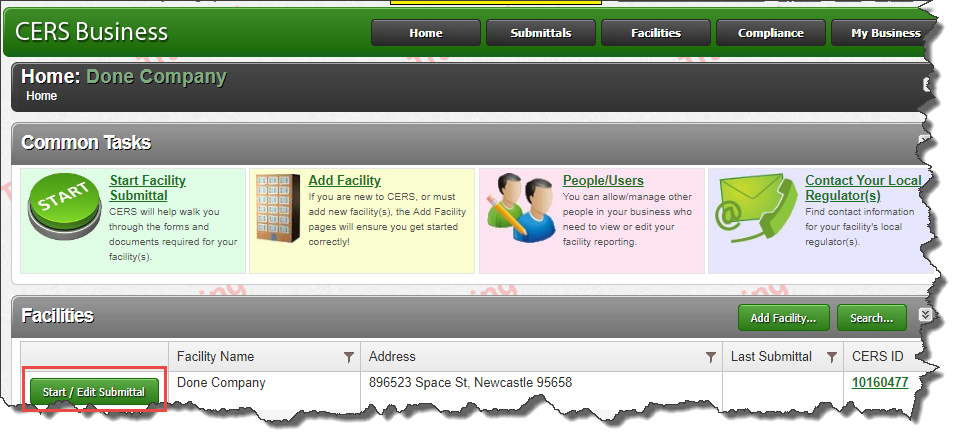 CERS Business
Home
Submittals
Facilities
Compliance
My Business
Home: Done Company
Home
Common Tasks
START
Start Facility
Submittal
CERS will help walk you
through the forms and
documents required for your
facility(s).
Add Facility
If you are new to CERS, or must
add new facility(s), the Add Facility
pages will ensure you get started
correctly!
People/Users
You can allow/manage other
people in your business who
need to view or edit your
facility reporting.
@
Contact Your Local
Regulator(s)
Find contact information
for your facility's local
regulator(s).
Facilities
Add Facility...
Search...
Facility Name
Address
Last Submittal
CERS ID
Start / Edit Submittal
Done Company
896523 Space St, Newcastle 95658
10160477